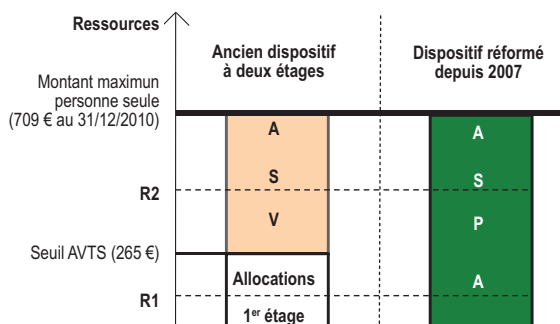 Ressources
Ancien dispositif
à deux étages
Dispositif réformé
depuis 2007
Montant maximun
personne seule
(709 € au 31/12/2010)
A
A
S
S
R2
V
P
Seuil AVTS (265 €)
Allocations
A
R1
1er étage